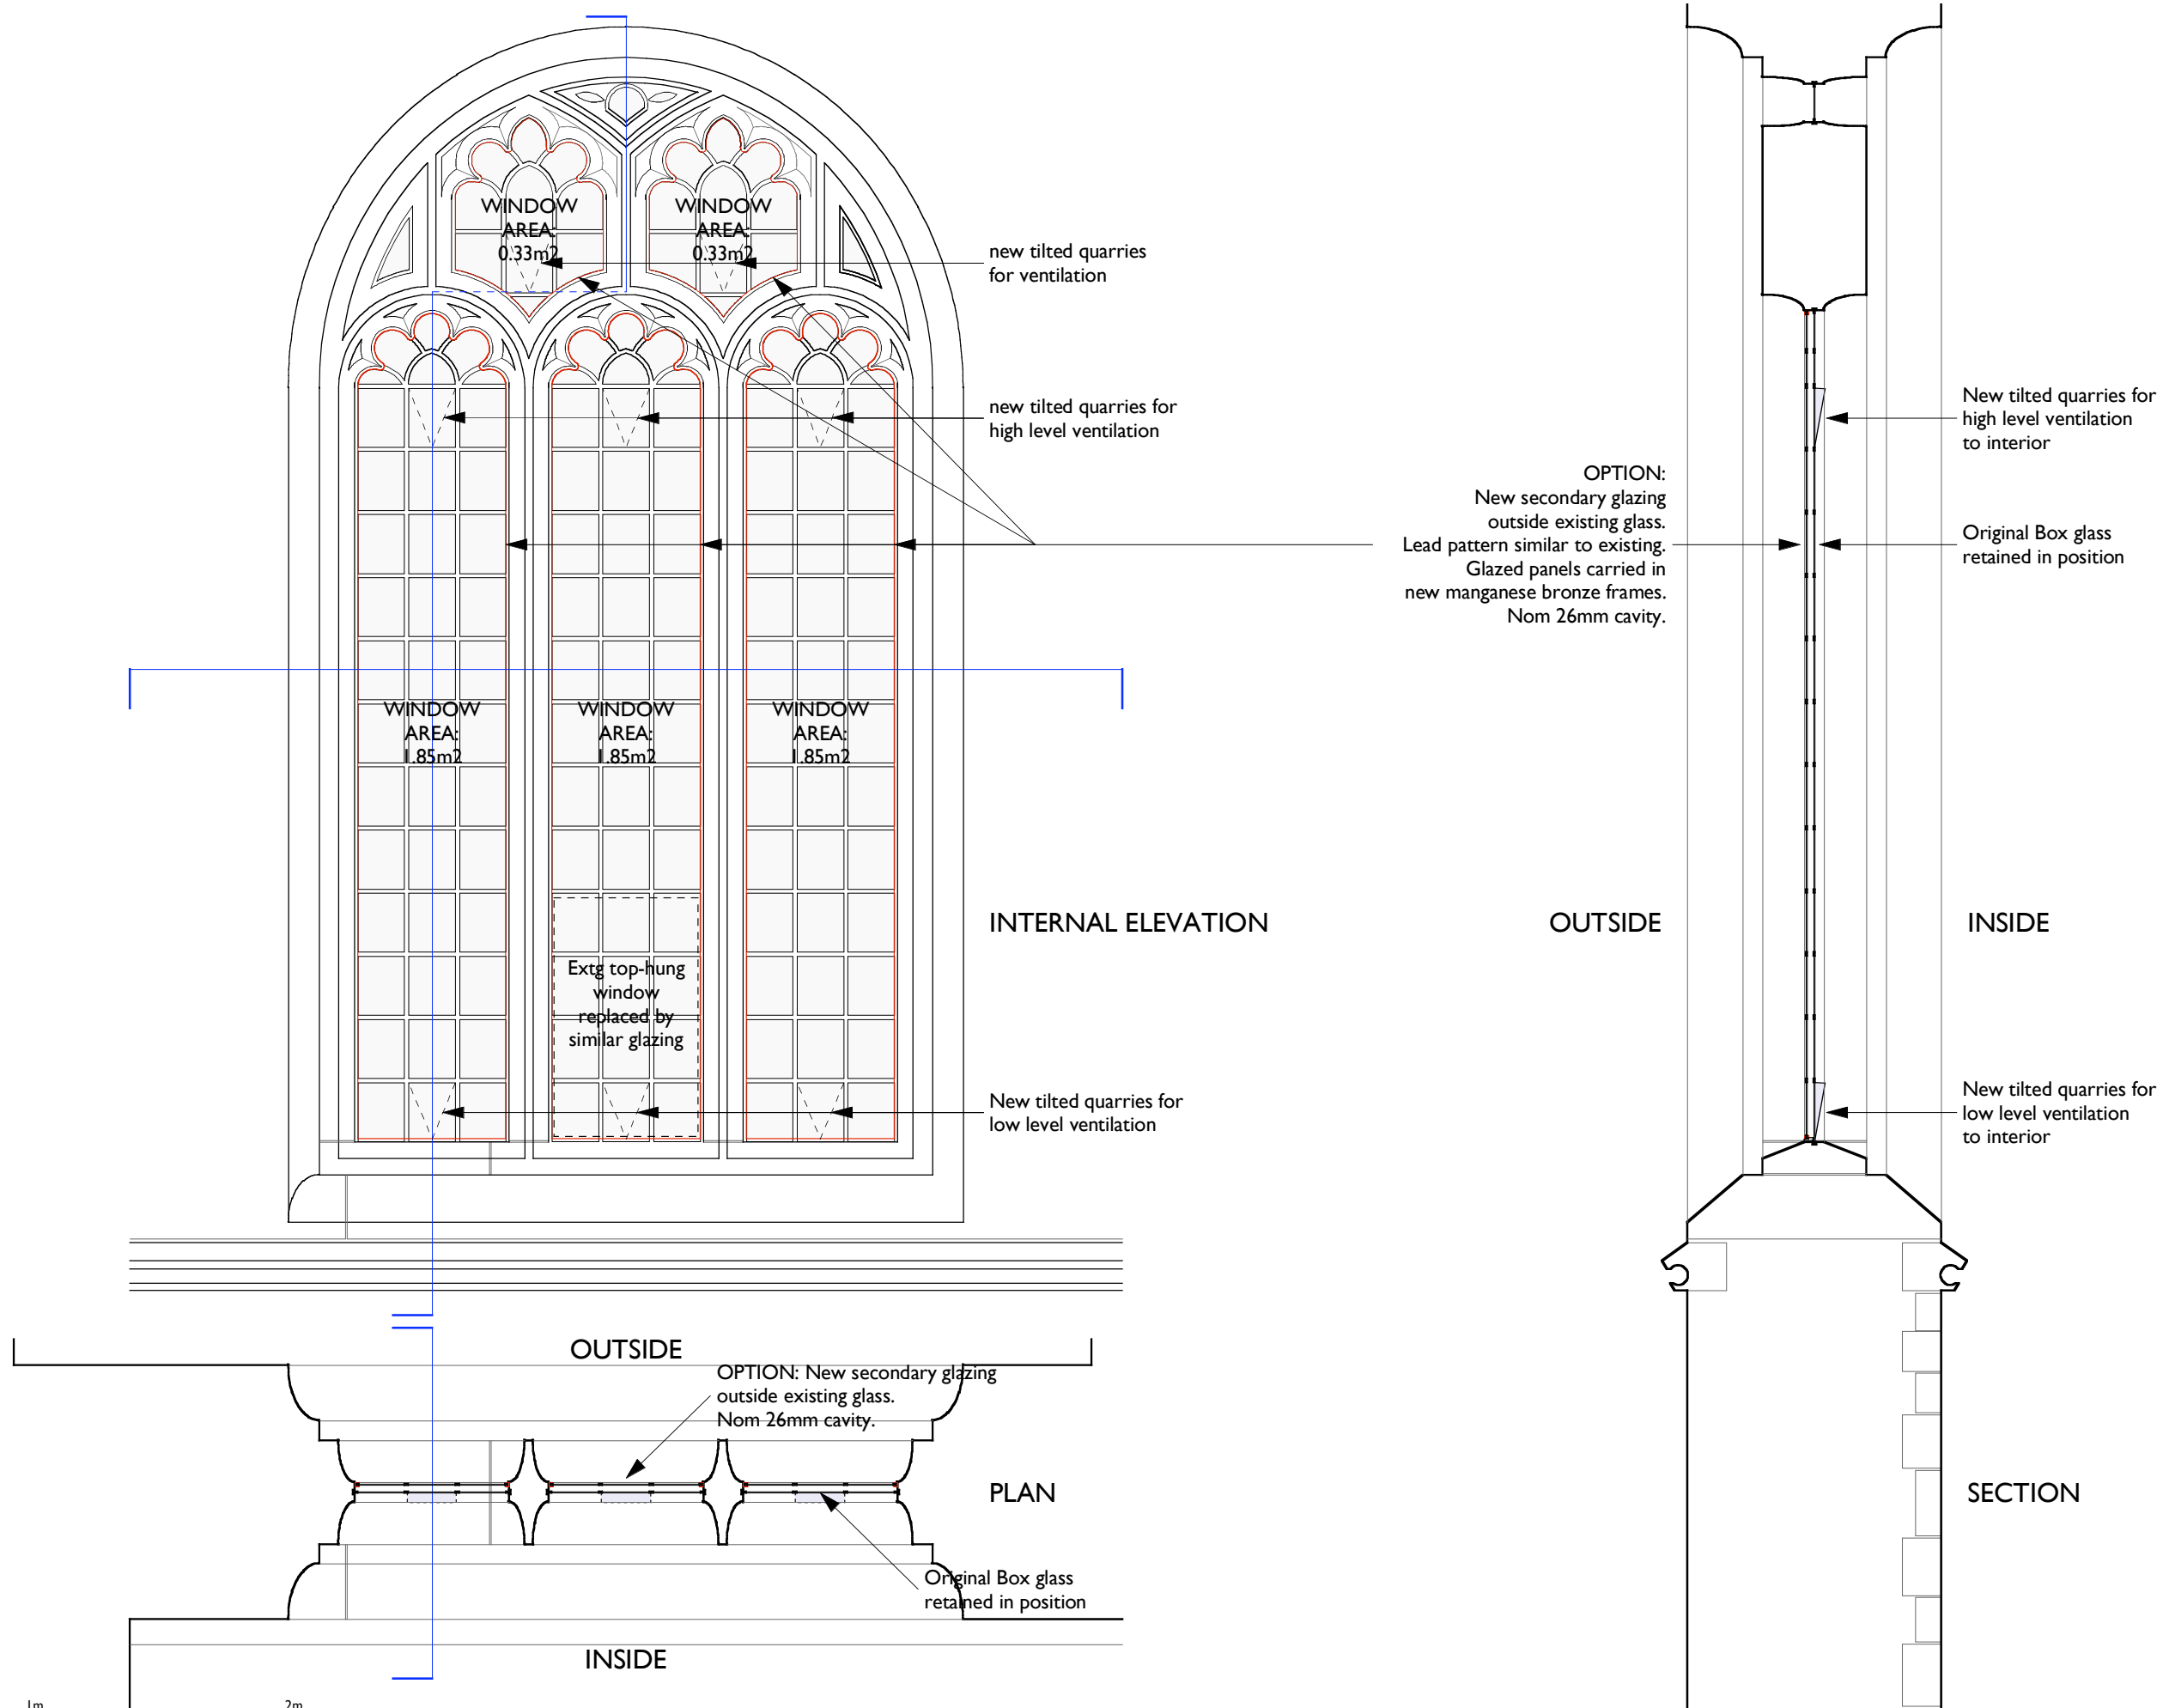 WINDOW
AREA:
0.33m2
WINDOW
AREA:
0.33m2
new tilted quarries
for ventilation
new tilted quarries for
high level ventilation
New tilted quarries for
high level ventilation
to interior
OPTION:
New secondary glazing
outside existing glass.
Lead pattern similar to existing.
Glazed panels carried in
new manganese bronze frames.
Nom 26mm cavity.
Original Box glass
retained in position
WINDOW
AREA:
1.85m2
WINDOW
AREA:
1.85m2
WINDOW
AREA:
1.85m2
INTERNAL ELEVATION
OUTSIDE
INSIDE
Extg top-hung
window
replaced by
similar glazing
New tilted quarries for
low level ventilation
New tilted quarries for
low level ventilation
to interior
OUTSIDE
OPTION: New secondary glazing
outside existing glass.
Nom 26mm cavity.
PLAN
SECTION
Original Box glass
retained in position
INSIDE
1m
2m